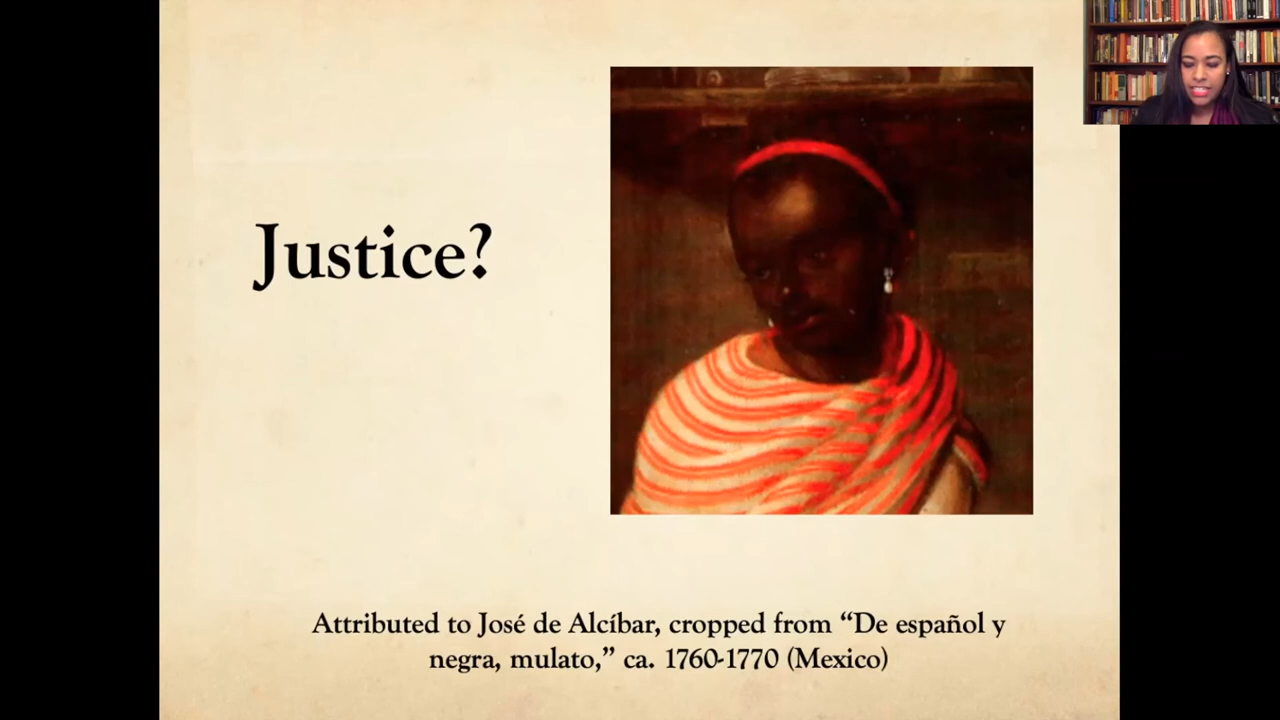 Justice?
Attributed to José de Alcíbar, cropped from “De español y
negra, mulato,” ca. 1760-1770 (Mexico)